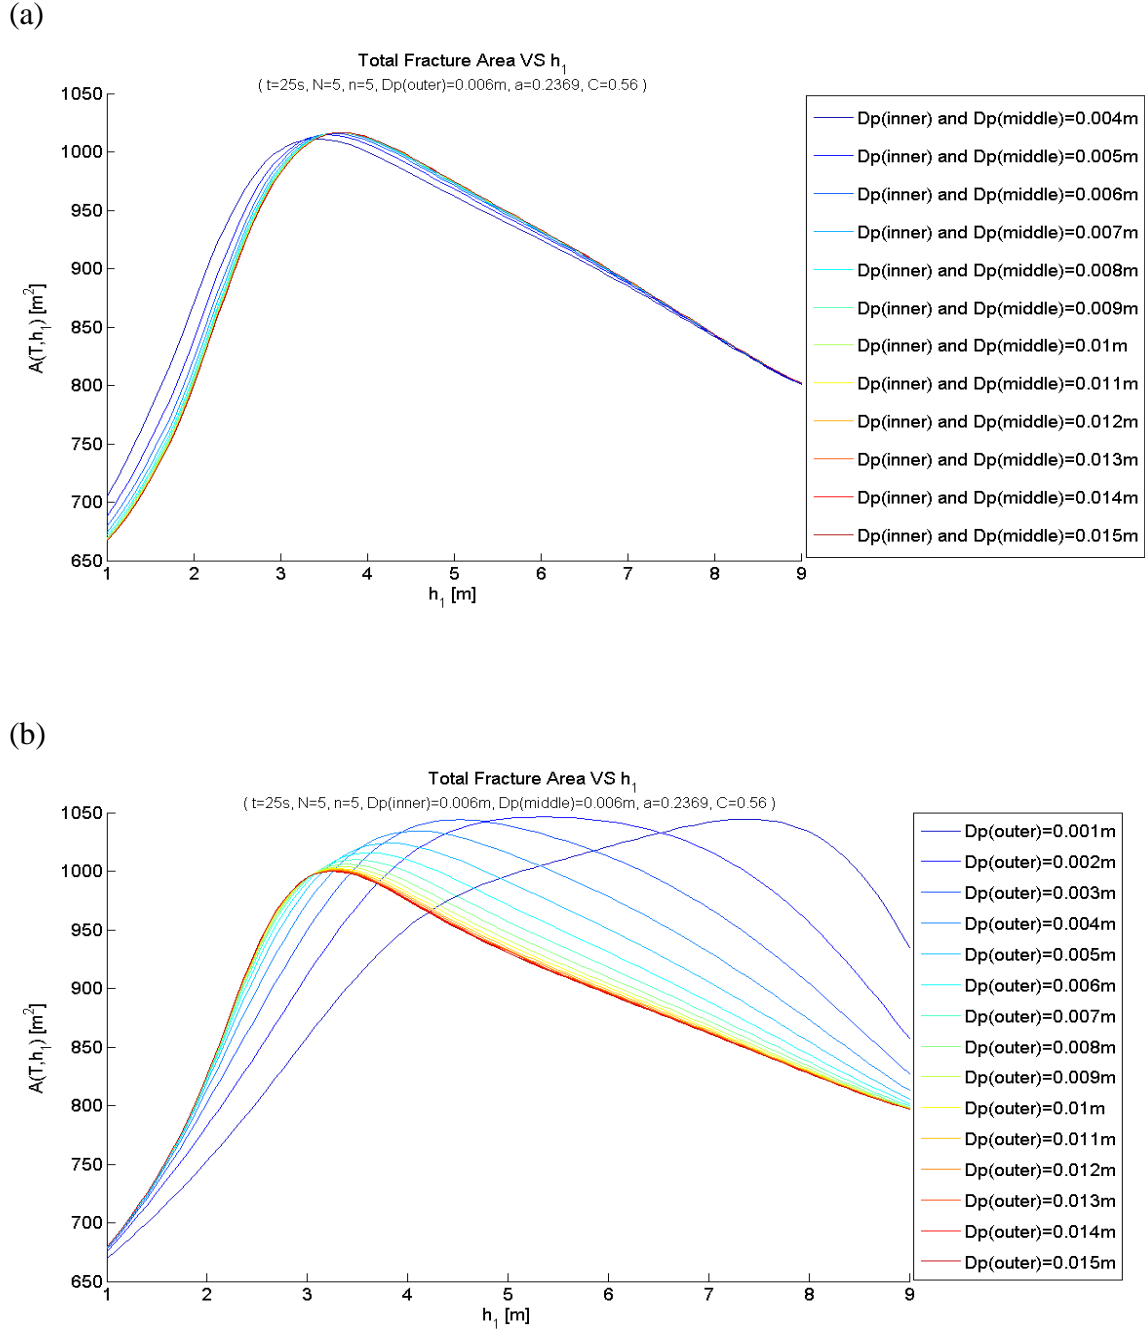 (a)
Total Fracture Area VS h1
( t=25s, N=5, n=5, Dp(outer)=0.006m, a=0.2369, C=0.56 )
1050
1000
950
900
850
800
750
700
650
A(T,h1) [m2]
1 2 3 4 5 6 7 8 9
h1 [m]
Dp(inner) and Dp(middle)=0.004m
Dp(inner) and Dp(middle)=0.005m
Dp(inner) and Dp(middle)=0.006m
Dp(inner) and Dp(middle)=0.007m
Dp(inner) and Dp(middle)=0.008m
Dp(inner) and Dp(middle)=0.009m
Dp(inner) and Dp(middle)=0.01m
Dp(inner) and Dp(middle)=0.011m
Dp(inner) and Dp(middle)=0.012m
Dp(inner) and Dp(middle)=0.013m
Dp(inner) and Dp(middle)=0.014m
Dp(inner) and Dp(middle)=0.015m
(b)
Total Fracture Area VS h1
( t=25s, N=5, n=5, Dp(inner)=0.006m, Dp(middle)=0.006m, a=0.2369, C=0.56 )
1050
1000
950
900
850
800
750
700
650
A(T,h1) [m2]
1 2 3 4 5 6 7 8 9
h1 [m]
Dp(outer)=0.001m
Dp(outer)=0.002m
Dp(outer)=0.003m
Dp(outer)=0.004m
Dp(outer)=0.005m
Dp(outer)=0.006m
Dp(outer)=0.007m
Dp(outer)=0.008m
Dp(outer)=0.009m
Dp(outer)=0.01m
Dp(outer)=0.011m
Dp(outer)=0.012m
Dp(outer)=0.013m
Dp(outer)=0.014m
Dp(outer)=0.015m